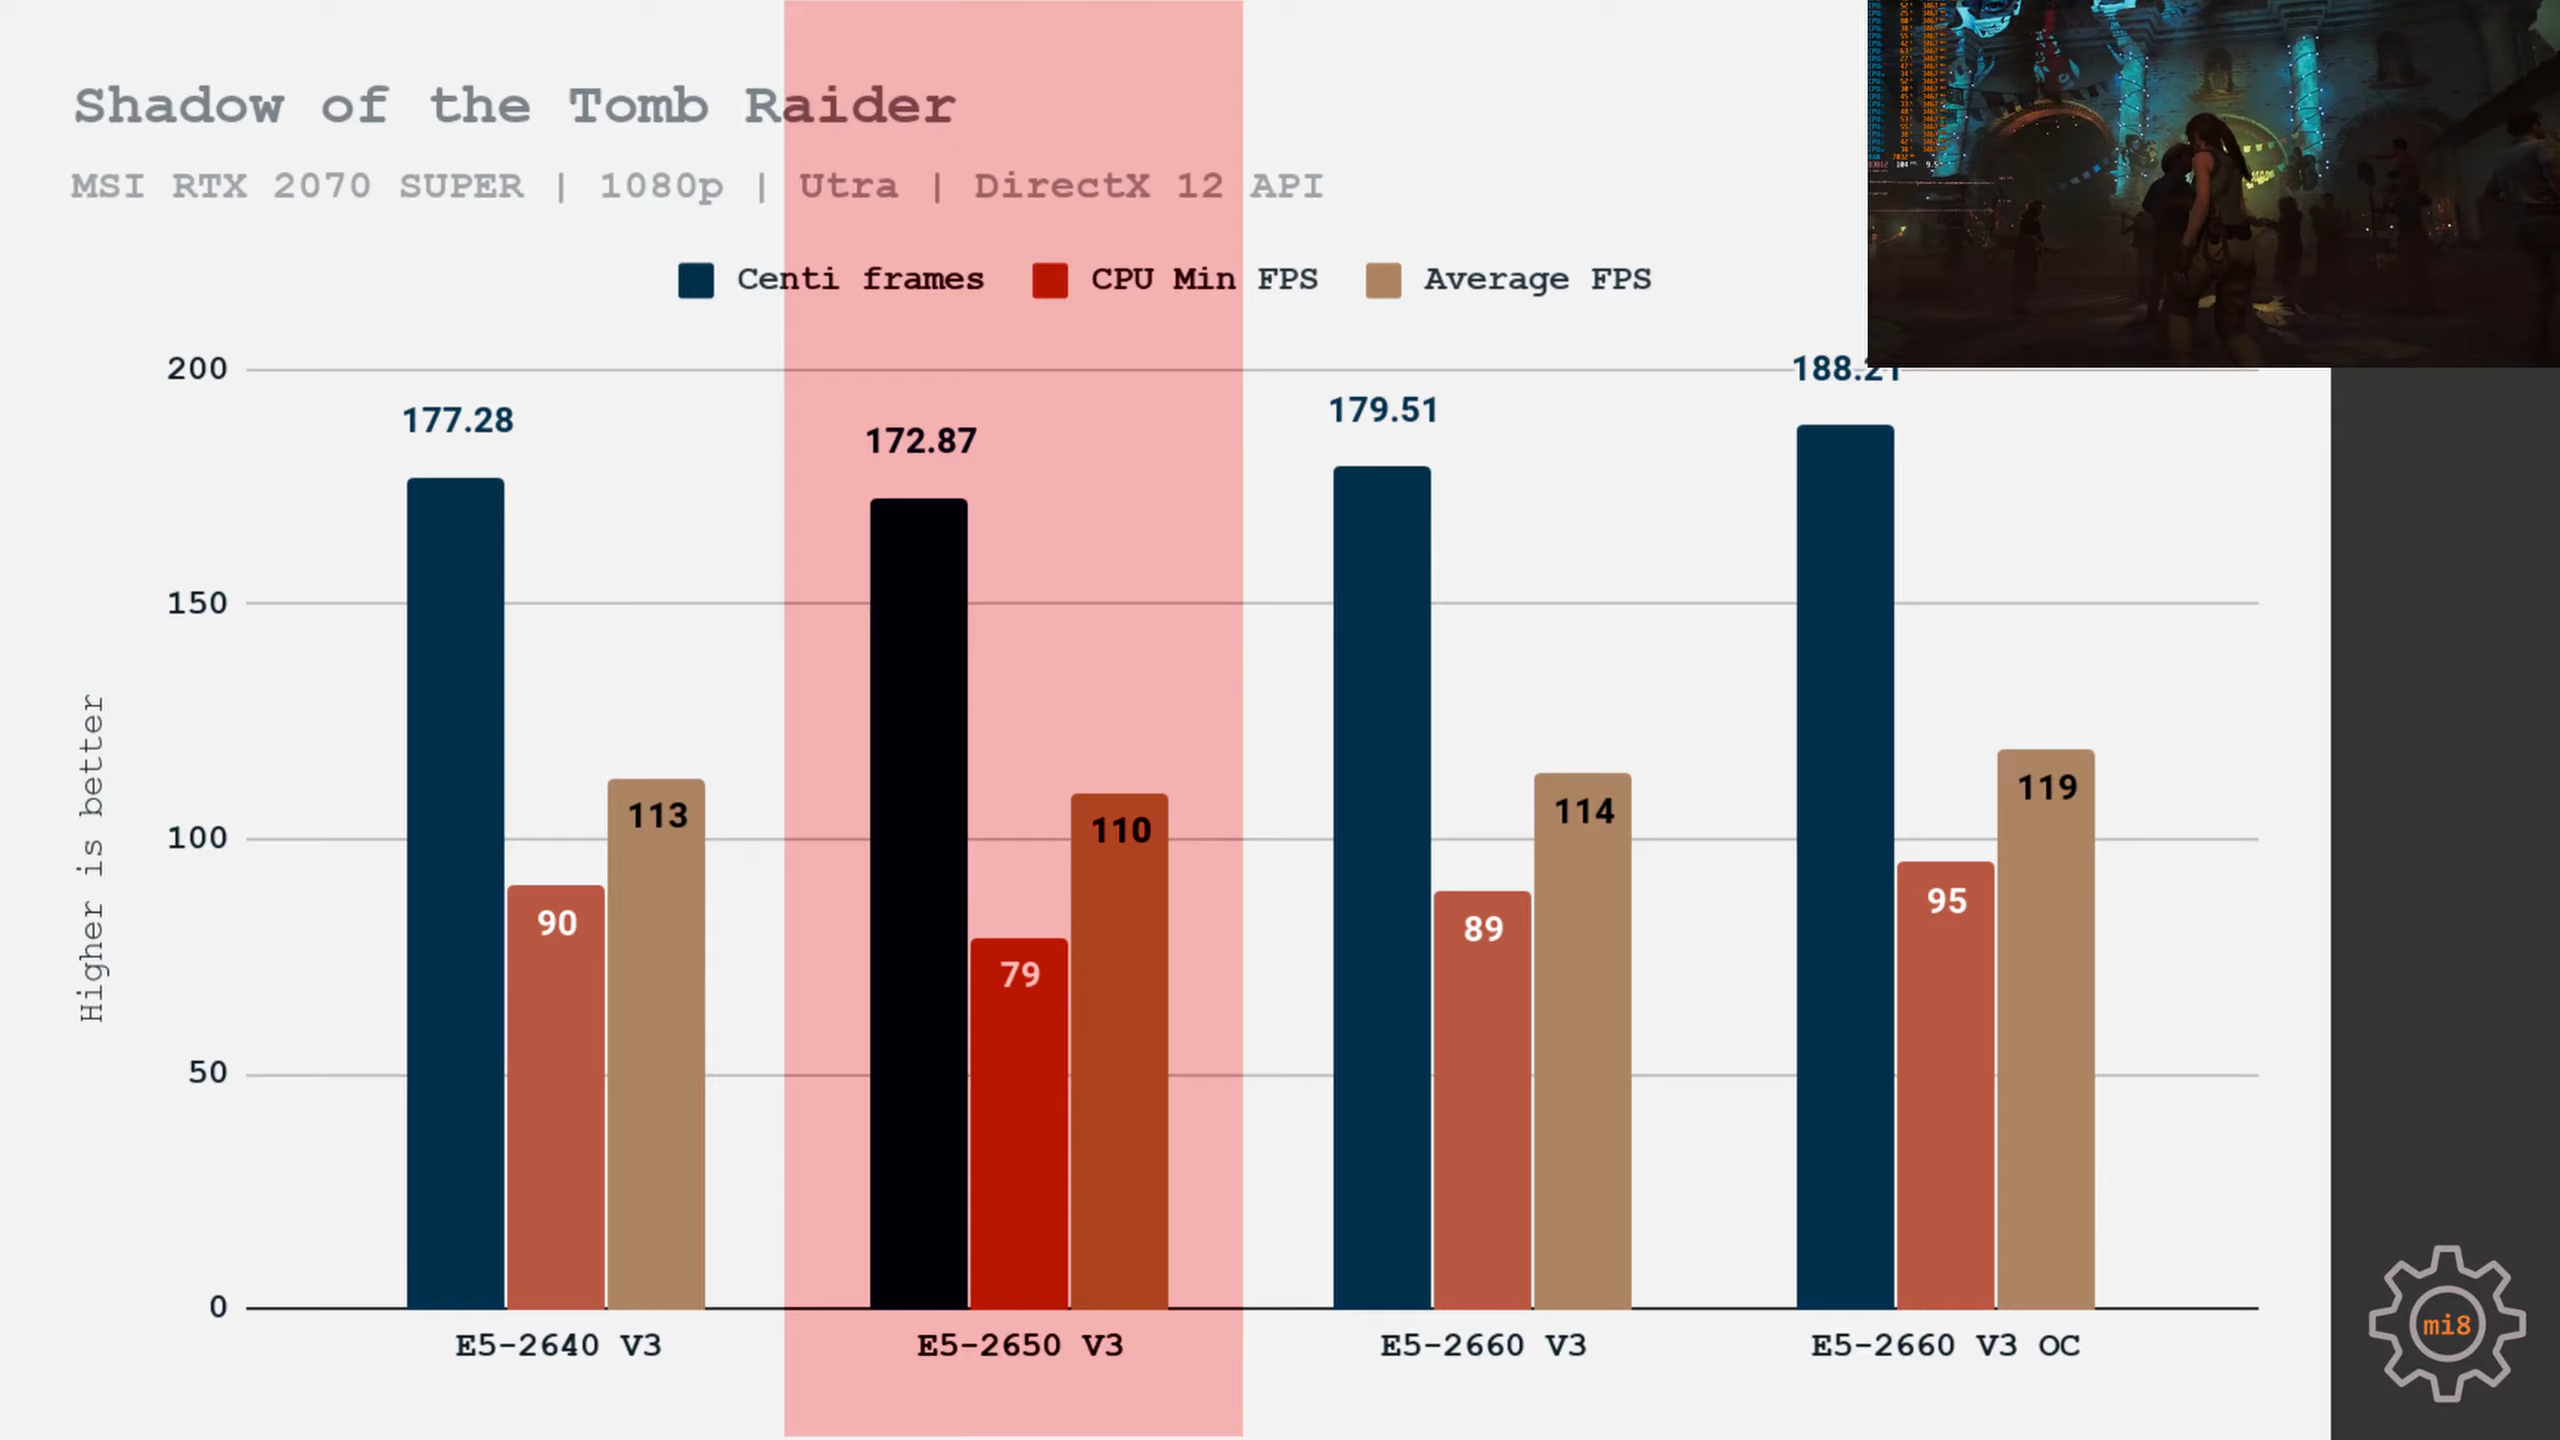 Shadow of the Tomb Raider
MSI RTX 2070 SUPER | 1080p | Utra | DirectX 12 API
Centi frames CPU Min FPS Average FPS
200
150
100
50
0
Higher is better
177.28
90
113
172.87
79
110
179.51
89
114
188.21
95
119
E5-2640 V3 E5-2650 V3 E5-2660 V3 E5-2660 V3 OC
mi8